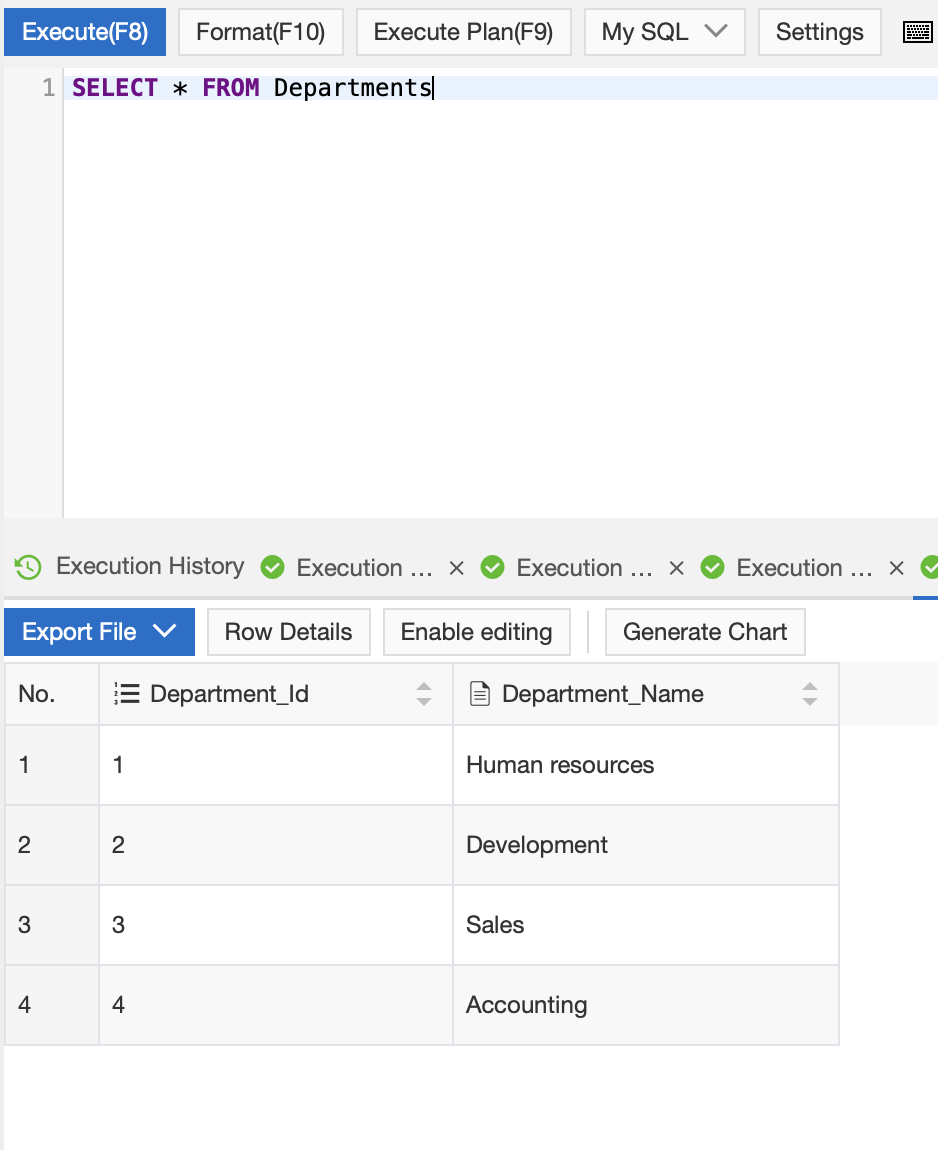 Execute(F8) Format(F10) Execute Plan(F9) My SQL Settings
1 SELECT * FROM Departments
Execution History Execution ... × Execution ... × Execution ... ×
Export File Row Details Enable editing Generate Chart
No. Department_Id Department_Name
1 1 Human resources
2 2 Development
3 3 Sales
4 4 Accounting